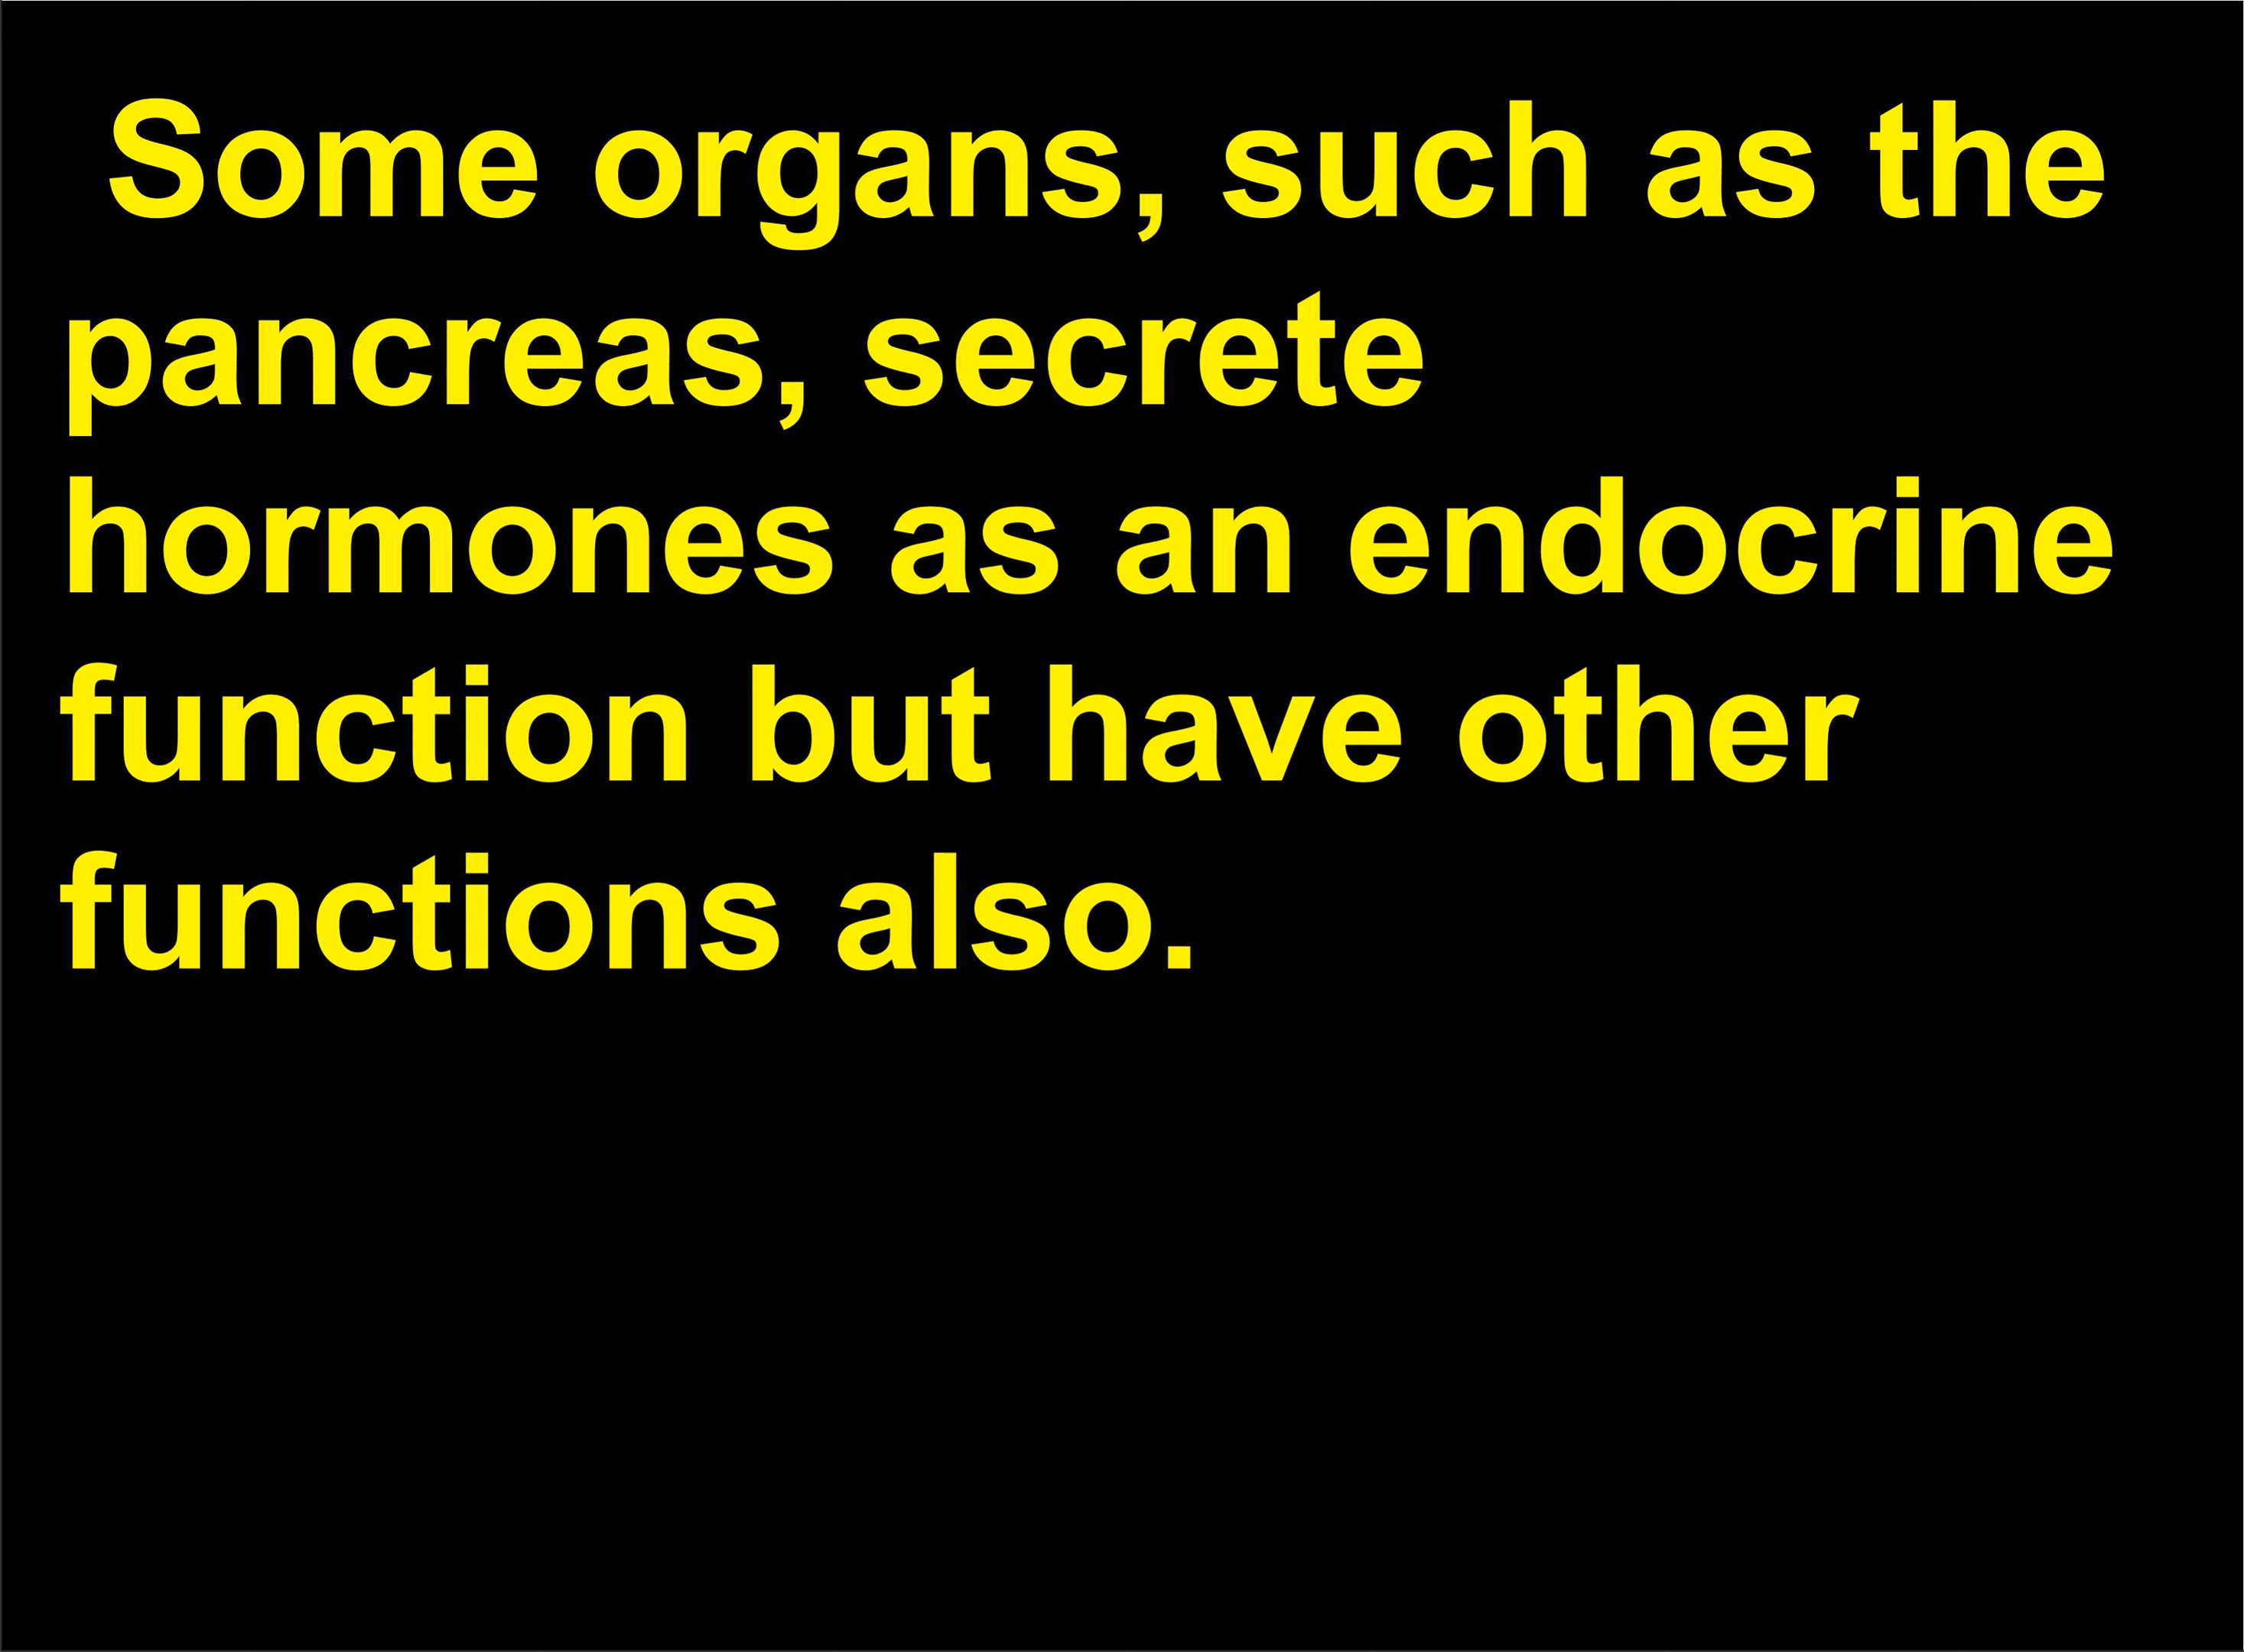 Some organs, such as the
pancreas, secrete
hormones as an endocrine
function but have other
functions also.